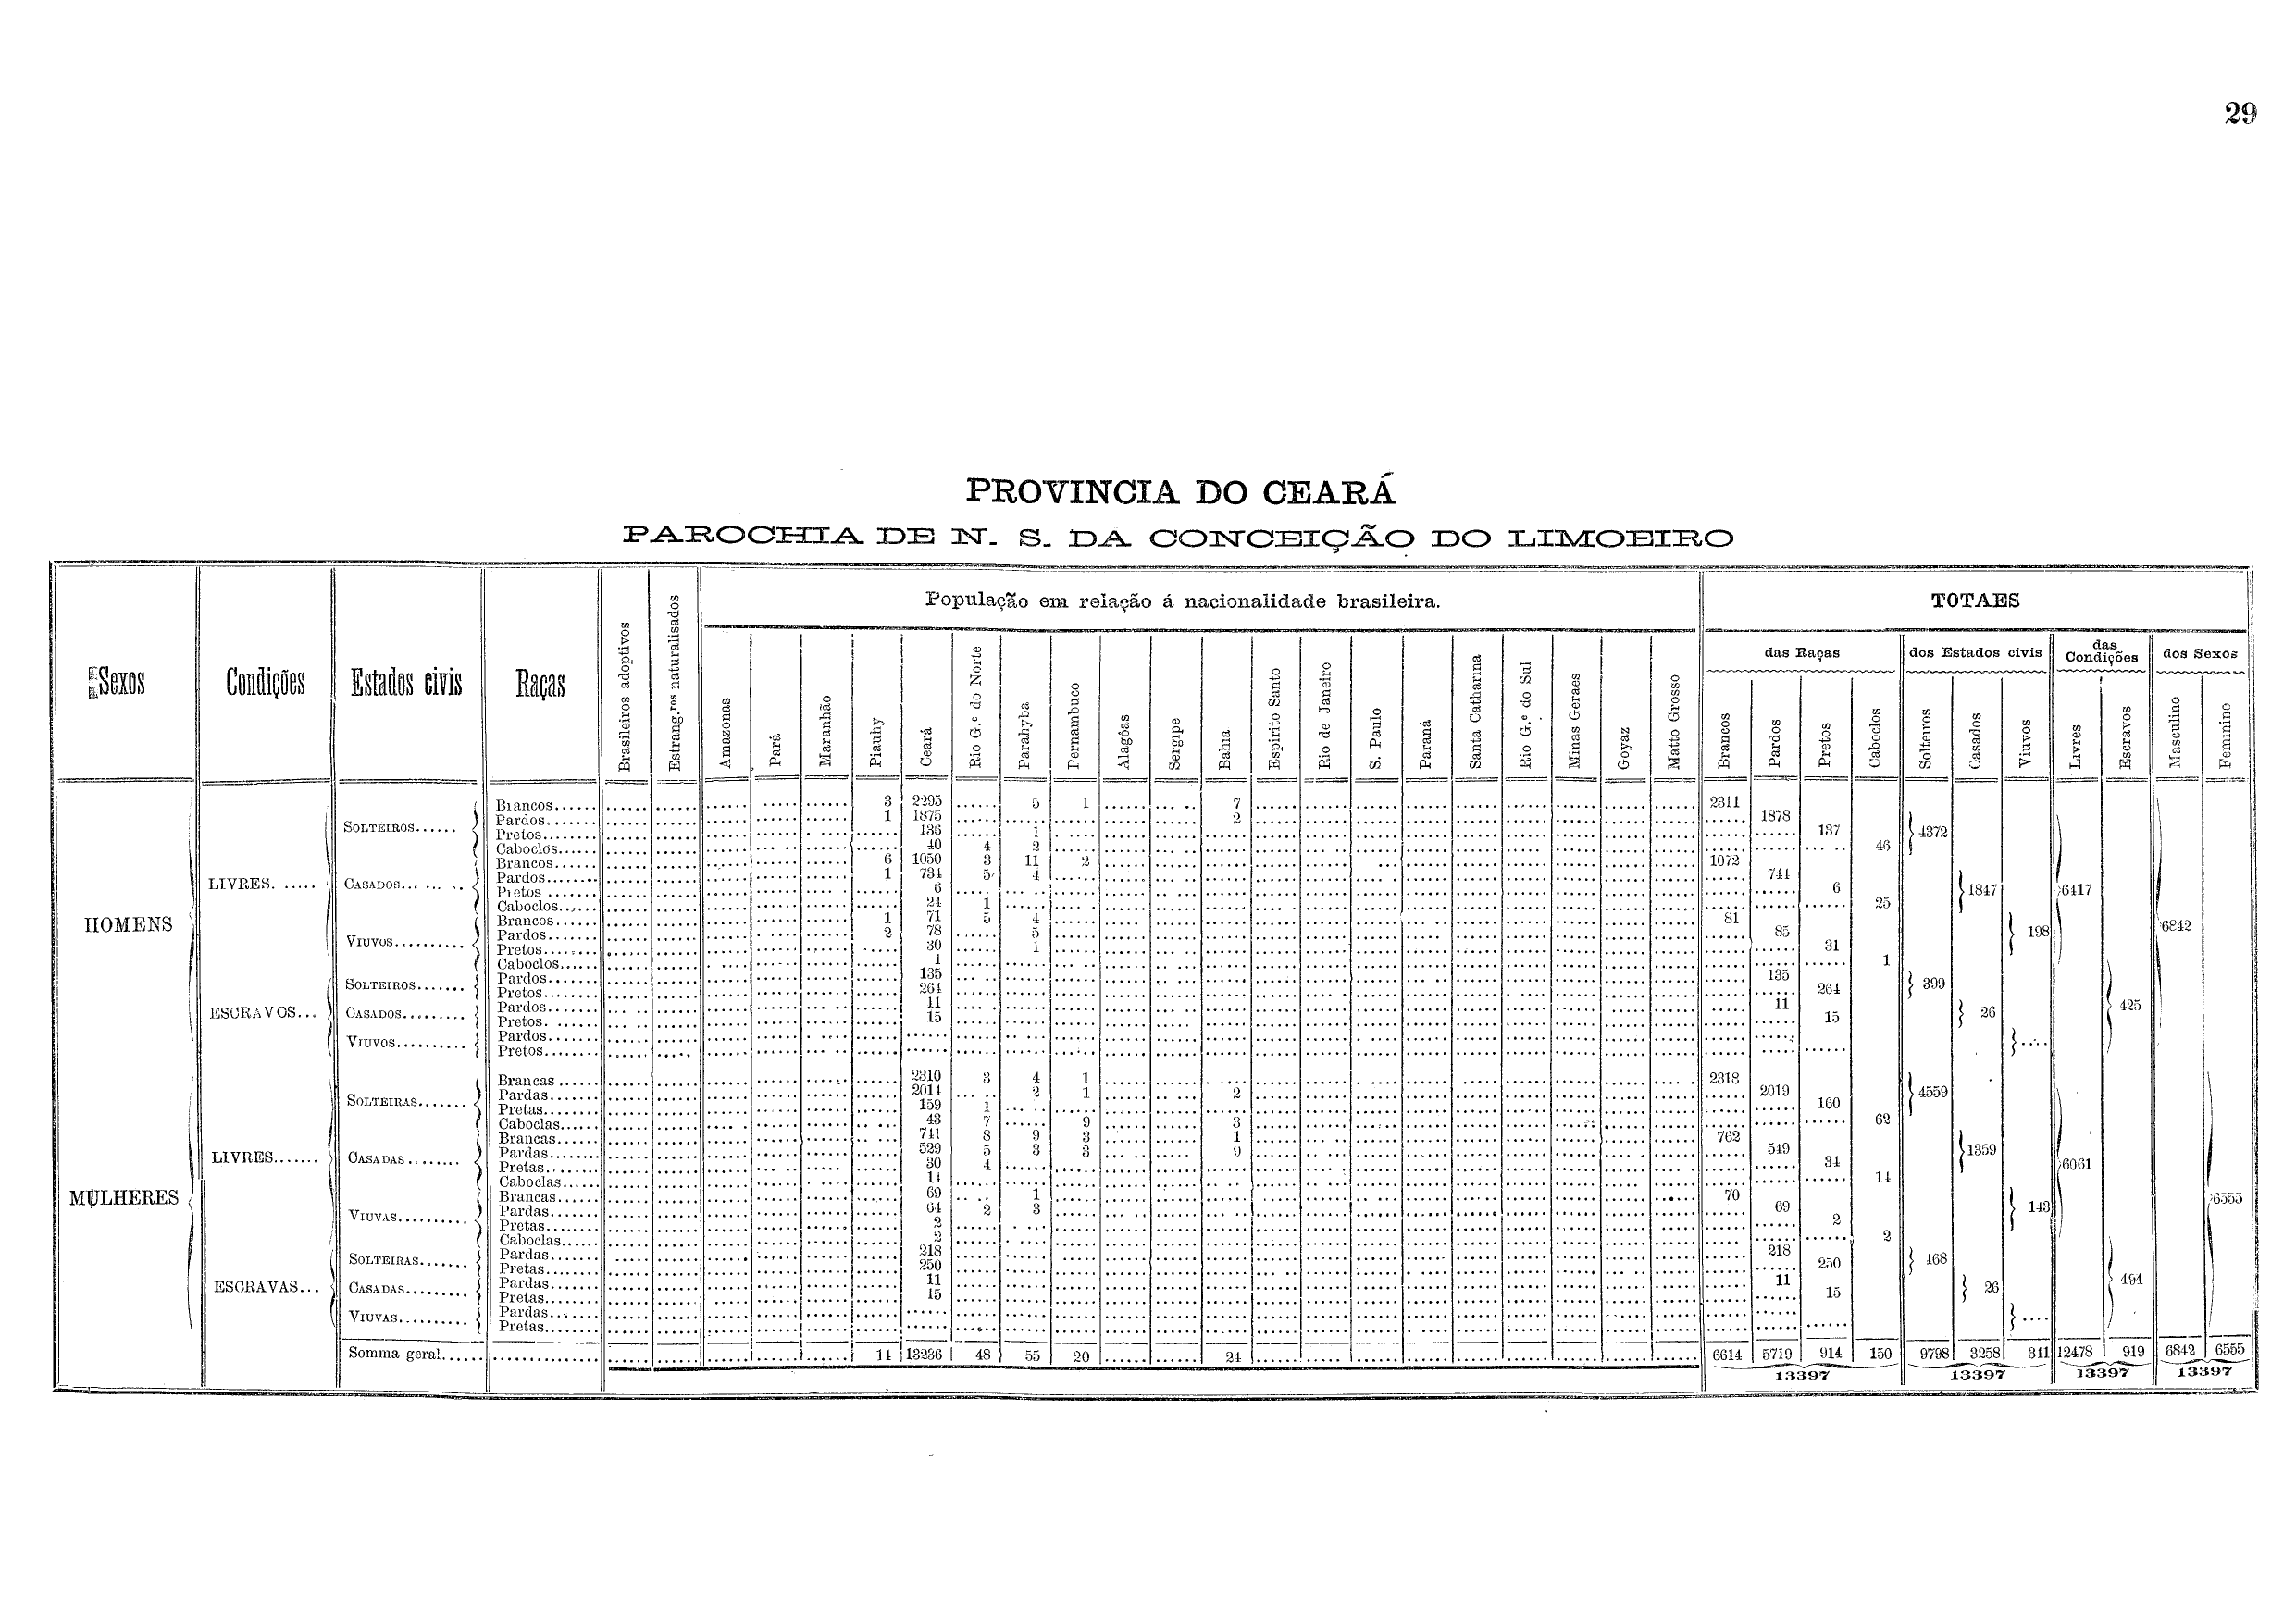 29
PROVINCIA DO CEARÁ
PAROCHIA DE N. S. DA CONCEIÇÃO DO LIMOEIRO
Sexos Condições Estados civis Raças Brasileiros adoptivos Estrang.ros naturalisados População em relação á nacionalidade brasileira. TOTAES
das Raças dos Estados civis das Condições dos Sexos
Amazonas Pará Maranhão Piauhy Ceará Rio G.e do Norte Parahyba Pernambuco Alagôas Sergipe Bahia Espirito Santo Rio de Janeiro S. Paulo Paraná Santa Catharina Rio G.e do Sul Minas Geraes Goyaz Matto Grosso Brancos Pardos Pretos Caboclos Solteiros Casados Viuvos Livres Escravos Masculino Feminino
HOMENS LIVRES SOLTEIROS Brancos 3 2295 5 1 7 2311
Pardos 1 1875 2 1878
Pretos 136 1 137 4372
Caboclos 40 4 2 46
CASADOS Brancos 6 1050 3 11 2 1072
Pardos 1 734 5 4 744
Pretos 6 6 1847 6417
Caboclos 24 1 25
VIUVOS Brancos 1 71 5 4 81
Pardos 2 78 5 85 198 6842
Pretos 30 1 31
Caboclos 1 1
ESCRAVOS SOLTEIROS Pardos 135 135
Pretos 264 264 399
CASADOS Pardos 11 11
Pretos 15 15 26 425
VIUVOS Pardos
Pretos
MULHERES LIVRES SOLTEIRAS Brancas 2310 3 4 1 2318
Pardas 2014 2 1 2 2019
Pretas 159 1 160 4559
Caboclas 43 7 9 3 62
CASADAS Brancas 741 8 9 3 1 762
Pardas 529 5 3 3 9 549
Pretas 30 4 34 1359 6061
Caboclas 14 14
VIUVAS Brancas 69 1 70
Pardas 64 2 3 69 143 6555
Pretas 2 2
Caboclas 2 2
ESCRAVAS SOLTEIRAS Pardas 218 218
Pretas 250 250 468
CASADAS Pardas 11 11
Pretas 15 15 26 494
VIUVAS Pardas
Pretas
Somma geral 14 13236 48 55 20 24 6614 5719 914 150 9798 3258 311 12478 919 6842 6555
13397 13397 13397 13397